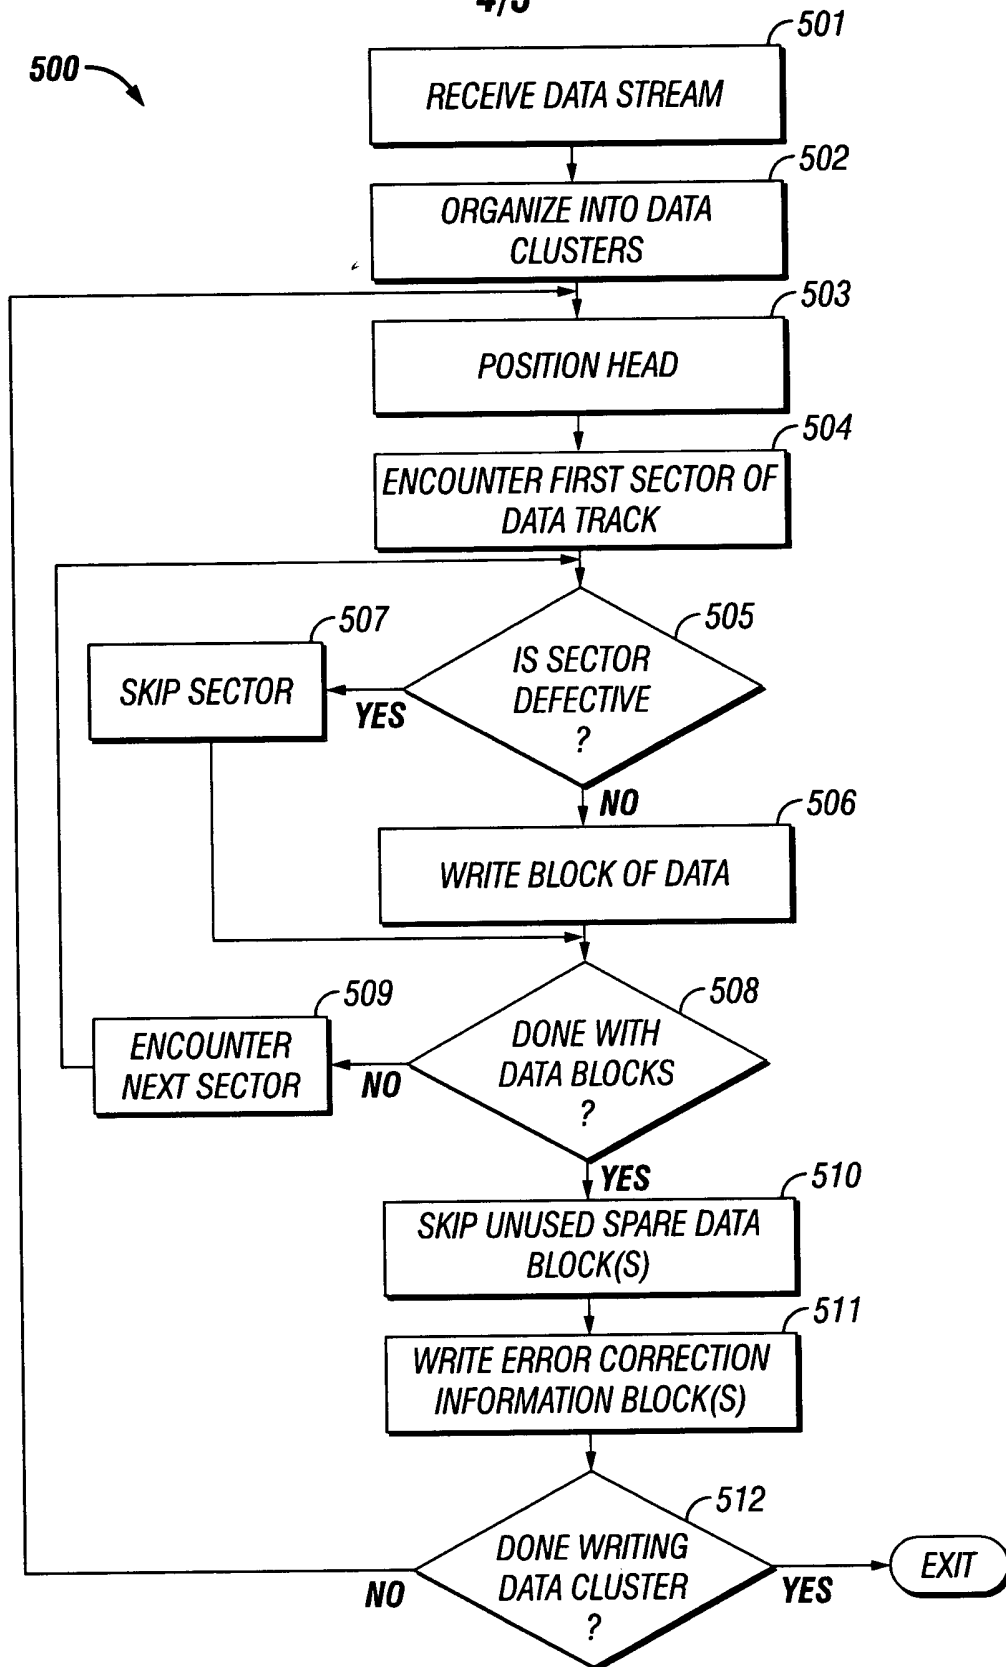 4/5
500
501
RECEIVE DATA STREAM
502
ORGANIZE INTO DATA
CLUSTERS
503
POSITION HEAD
504
ENCOUNTER FIRST SECTOR OF
DATA TRACK
505
IS SECTOR
DEFECTIVE
?
507
SKIP SECTOR
YES
NO
506
WRITE BLOCK OF DATA
508
DONE WITH
DATA BLOCKS
?
509
ENCOUNTER
NEXT SECTOR
NO
YES
510
SKIP UNUSED SPARE DATA
BLOCK(S)
511
WRITE ERROR CORRECTION
INFORMATION BLOCK(S)
512
DONE WRITING
DATA CLUSTER
?
NO
YES
EXIT